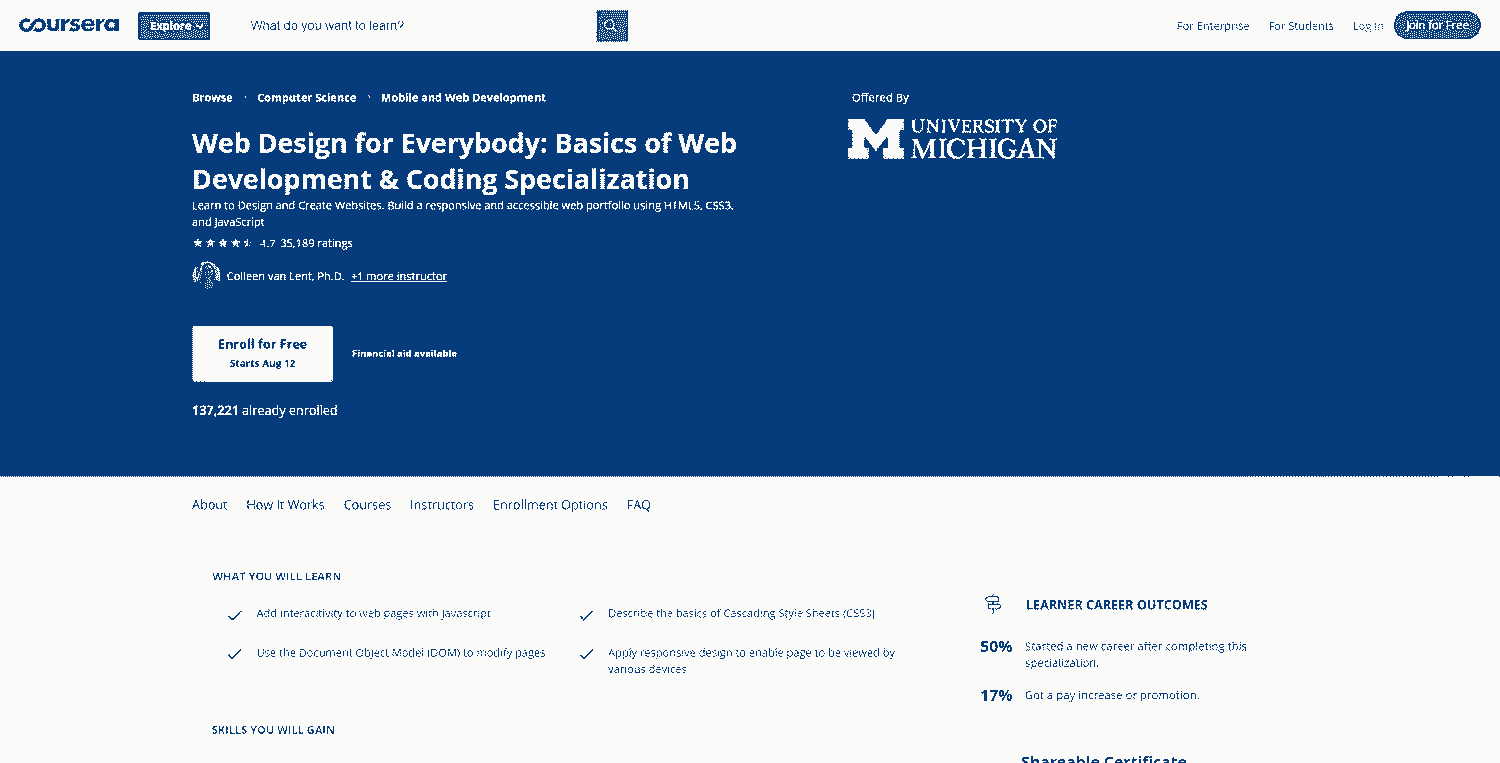 coursera
Explore
What do you want to learn?
For Enterprise
For Students
Log In
Join for Free
Browse › Computer Science › Mobile and Web Development
Web Design for Everybody: Basics of Web
Development & Coding Specialization
Learn to Design and Create Websites. Build a responsive and accessible web portfolio using HTML5, CSS3,
and JavaScript
4.7 35,189 ratings
Colleen van Lent, Ph.D. +1 more instructor
Enroll for Free
Starts Aug 12
Financial aid available
137,221 already enrolled
Offered By
M UNIVERSITY OF
MICHIGAN
About
How It Works
Courses
Instructors
Enrollment Options
FAQ
WHAT YOU WILL LEARN
Add interacitivity to web pages with Javascript
Describe the basics of Cascading Style Sheets (CSS3)
Use the Document Object Model (DOM) to modify pages
Apply responsive design to enable page to be viewed by
various devices
SKILLS YOU WILL GAIN
LEARNER CAREER OUTCOMES
50% Started a new career after completing this
specialization.
17% Got a pay increase or promotion.
Shareable Certificate